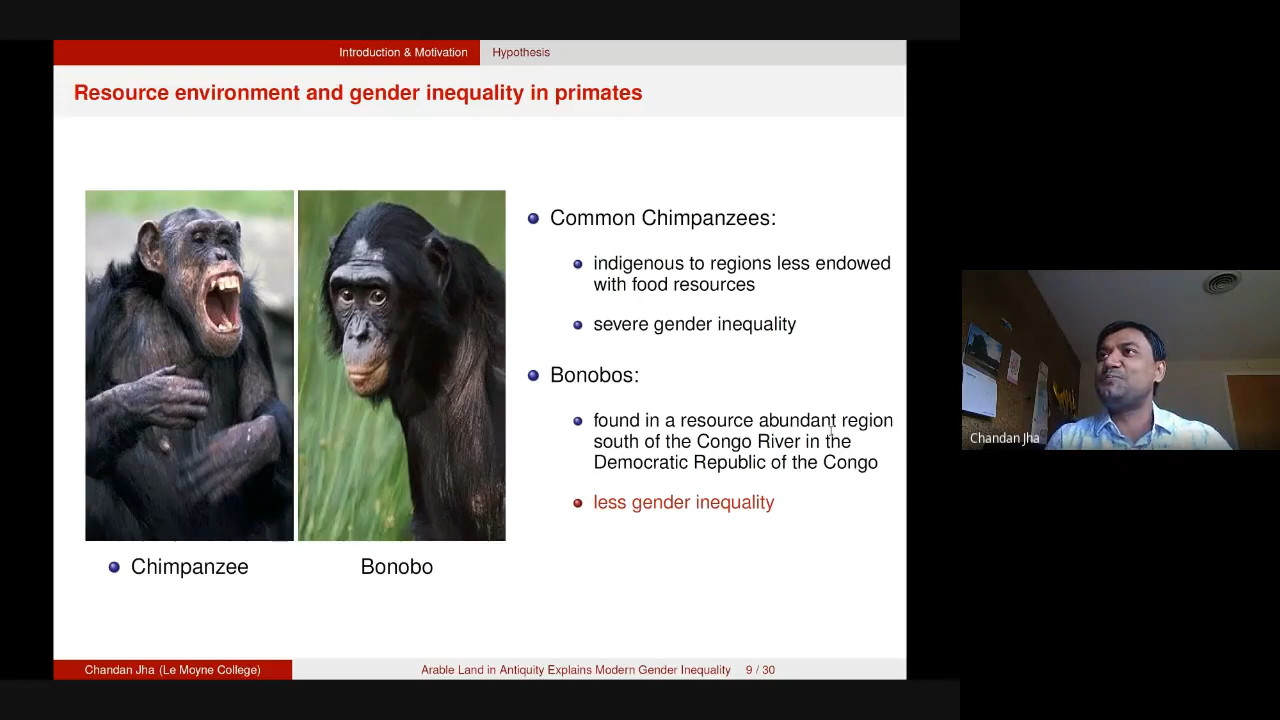 Introduction & Motivation Hypothesis
Resource environment and gender inequality in primates
Common Chimpanzees:
indigenous to regions less endowed
with food resources
severe gender inequality
Bonobos:
found in a resource abundant region
south of the Congo River in the
Democratic Republic of the Congo
less gender inequality
Chimpanzee Bonobo
Chandan Jha (Le Moyne College) Arable Land in Antiquity Explains Modern Gender Inequality 9 / 30
Chandan Jha